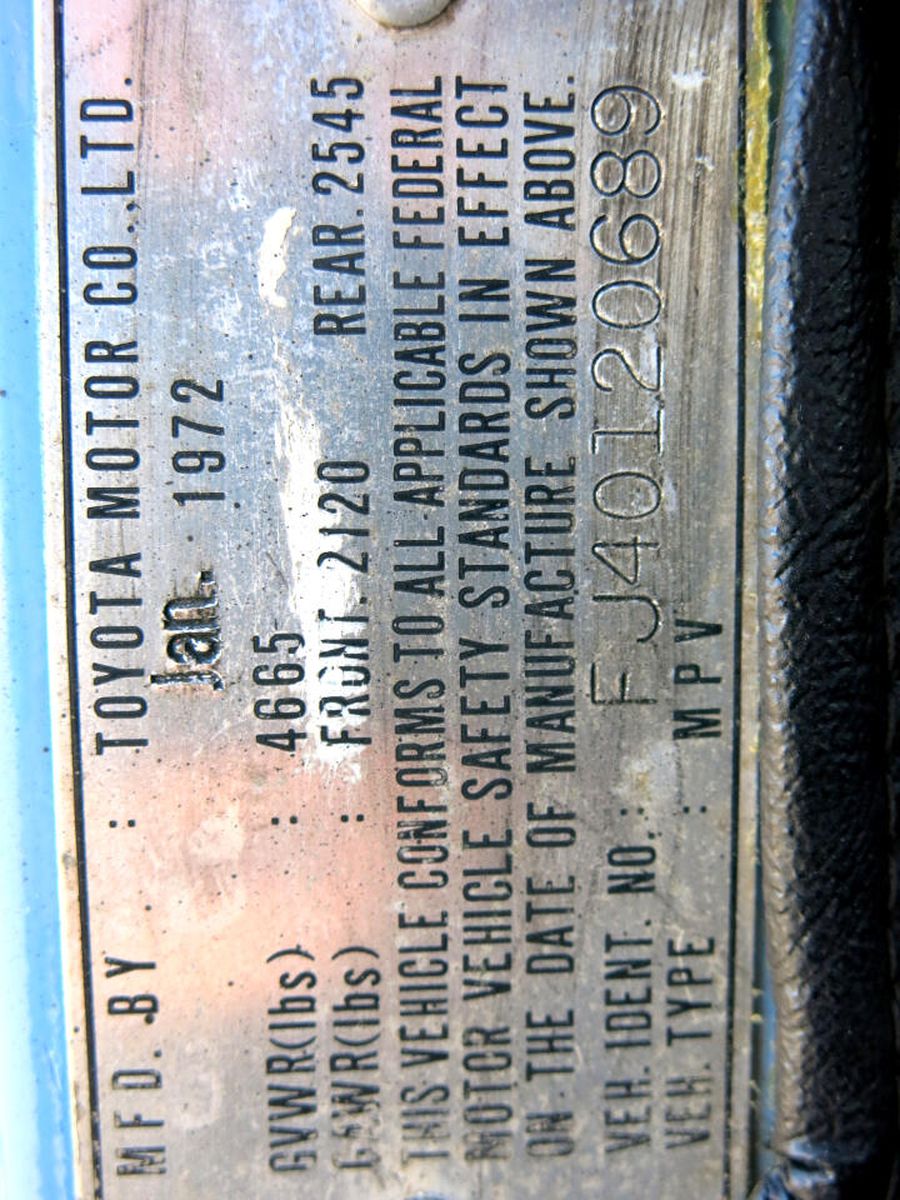 MFD. BY : TOYOTA MOTOR CO., LTD.
Jan. 1972
GVWR(lbs) : 4665
GAWR(lbs) : FRONT. 2120 REAR. 2545
THIS VEHICLE CONFORMS TO ALL APPLICABLE FEDERAL
MOTOR VEHICLE SAFETY STANDARDS IN EFFECT
ON THE DATE OF MANUFACTURE SHOWN ABOVE.
VEH. IDENT. NO. : FJ40120689
VEH. TYPE : MPV